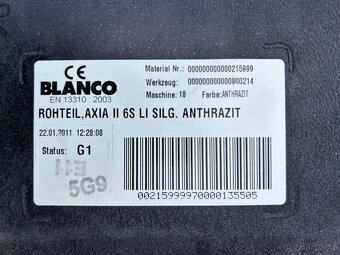 CE
BLANCO
EN 13310 2003
Material Nr.: 000000000000215999
Werkzeug: 000000000000900214
Maschine: 18 Farbe: ANTHRAZIT
ROHTEIL,AXIA II 6S LI SILG. ANTHRAZIT
22.01.2011 12:28:08
Status: G1
5G9
00215999970000135505